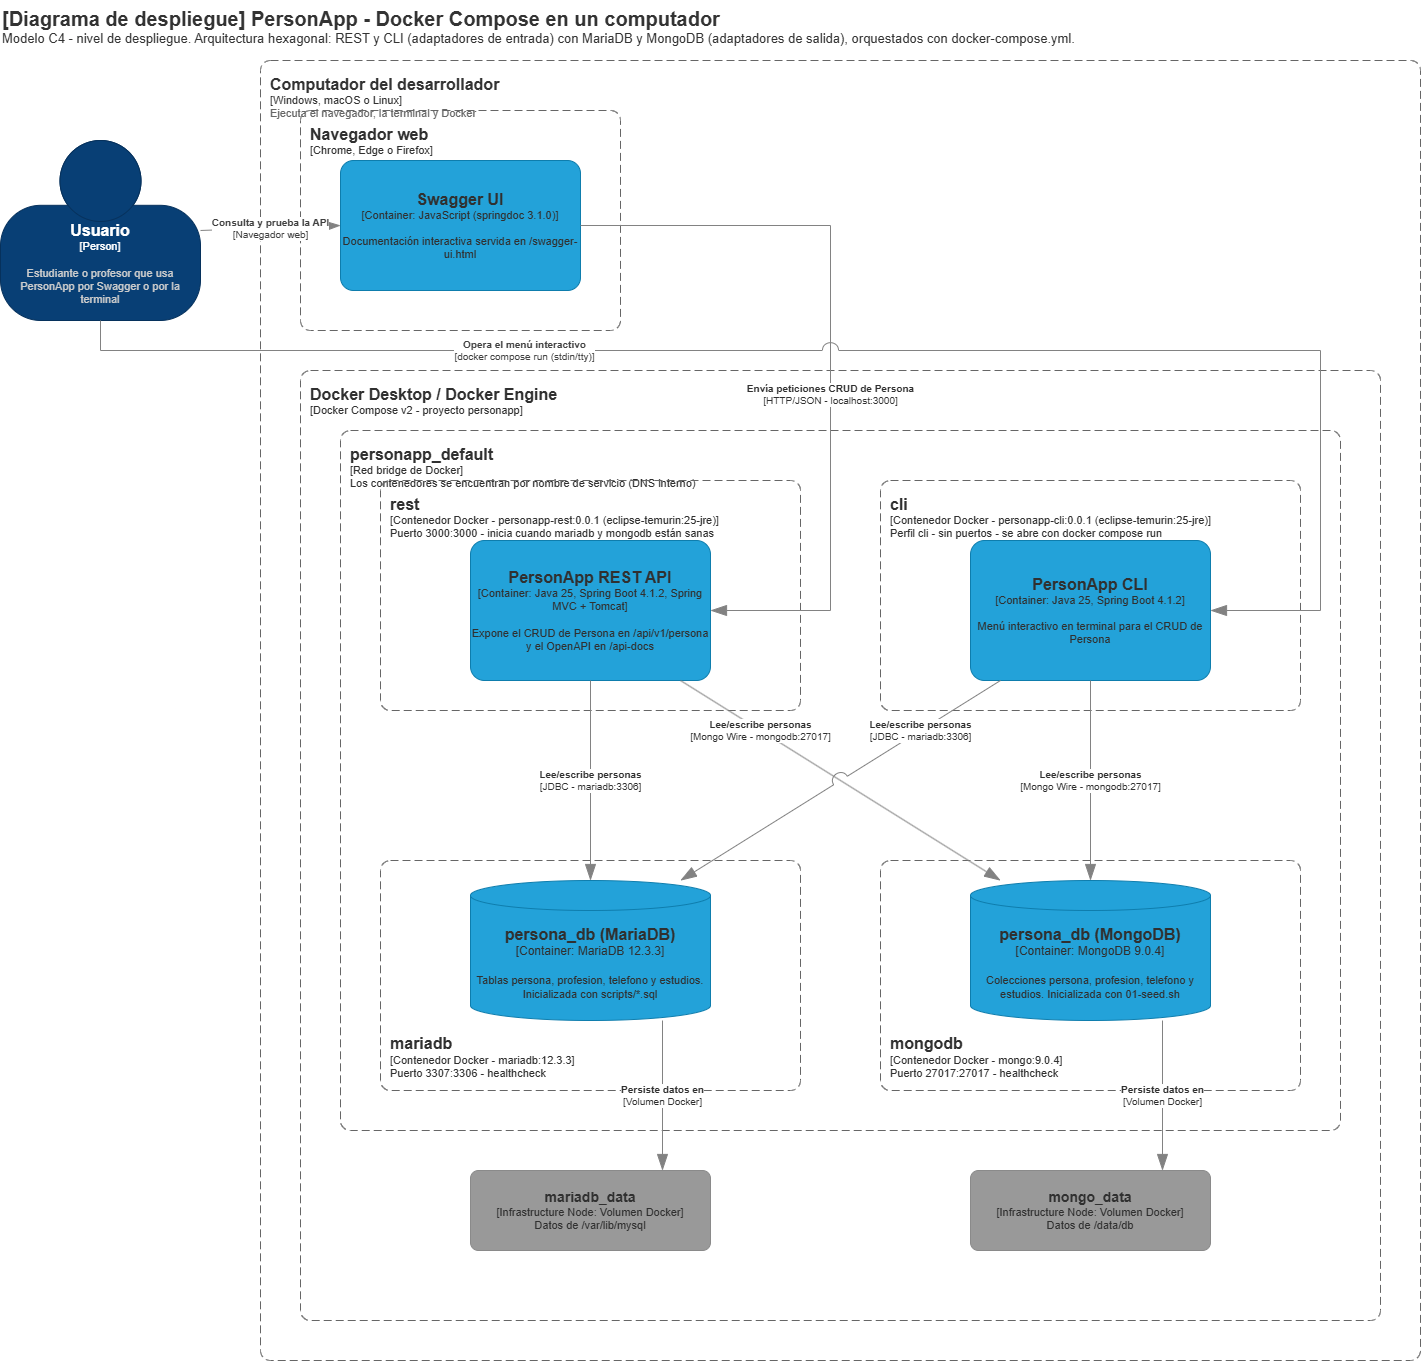 [Diagrama de despliegue] PersonApp - Docker Compose en un computador
Modelo C4 - nivel de despliegue. Arquitectura hexagonal: REST y CLI (adaptadores de entrada) con MariaDB y MongoDB (adaptadores de salida), orquestados con docker-compose.yml.
Computador del desarrollador
[Windows, macOS o Linux]
Ejecuta el navegador, la terminal y Docker
Navegador web
[Chrome, Edge o Firefox]
Swagger UI
[Container: JavaScript (springdoc 3.1.0)]
Documentación interactiva servida en /swagger-
ui.html
Usuario
[Person]
Estudiante o profesor que usa
PersonApp por Swagger o por la
terminal
Consulta y prueba la API
[Navegador web]
Opera el menú interactivo
[docker compose run (stdin/tty)]
Envía peticiones CRUD de Persona
[HTTP/JSON - localhost:3000]
Docker Desktop / Docker Engine
[Docker Compose v2 - proyecto personapp]
personapp_default
[Red bridge de Docker]
Los contenedores se encuentran por nombre de servicio (DNS interno)
rest
[Contenedor Docker - personapp-rest:0.0.1 (eclipse-temurin:25-jre)]
Puerto 3000:3000 - inicia cuando mariadb y mongodb están sanas
PersonApp REST API
[Container: Java 25, Spring Boot 4.1.2, Spring
MVC + Tomcat]
Expone el CRUD de Persona en /api/v1/persona
y el OpenAPI en /api-docs
cli
[Contenedor Docker - personapp-cli:0.0.1 (eclipse-temurin:25-jre)]
Perfil cli - sin puertos - se abre con docker compose run
PersonApp CLI
[Container: Java 25, Spring Boot 4.1.2]
Menú interactivo en terminal para el CRUD de
Persona
Lee/escribe personas
[Mongo Wire - mongodb:27017]
Lee/escribe personas
[JDBC - mariadb:3306]
Lee/escribe personas
[JDBC - mariadb:3306]
Lee/escribe personas
[Mongo Wire - mongodb:27017]
persona_db (MariaDB)
[Container: MariaDB 12.3.3]
Tablas persona, profesion, telefono y estudios.
Inicializada con scripts/*.sql
mariadb
[Contenedor Docker - mariadb:12.3.3]
Puerto 3307:3306 - healthcheck
persona_db (MongoDB)
[Container: MongoDB 9.0.4]
Colecciones persona, profesion, telefono y
estudios. Inicializada con 01-seed.sh
mongodb
[Contenedor Docker - mongo:9.0.4]
Puerto 27017:27017 - healthcheck
Persiste datos en
[Volumen Docker]
Persiste datos en
[Volumen Docker]
mariadb_data
[Infrastructure Node: Volumen Docker]
Datos de /var/lib/mysql
mongo_data
[Infrastructure Node: Volumen Docker]
Datos de /data/db